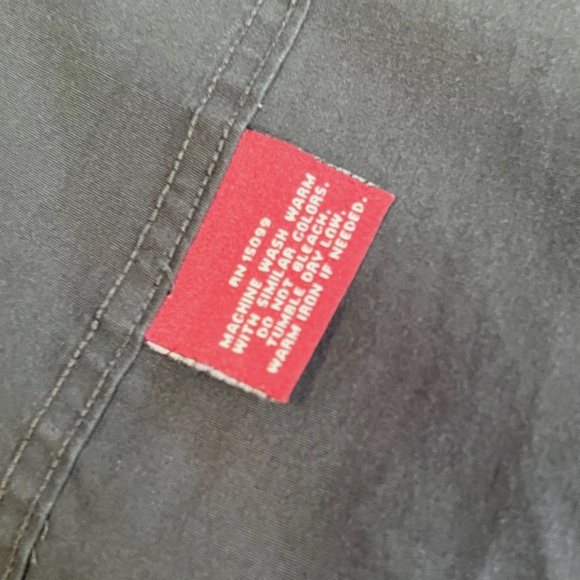 RN 15099
MACHINE WASH WARM
WITH SIMILAR COLORS.
DO NOT BLEACH.
TUMBLE DRY LOW.
WARM IRON IF NEEDED.